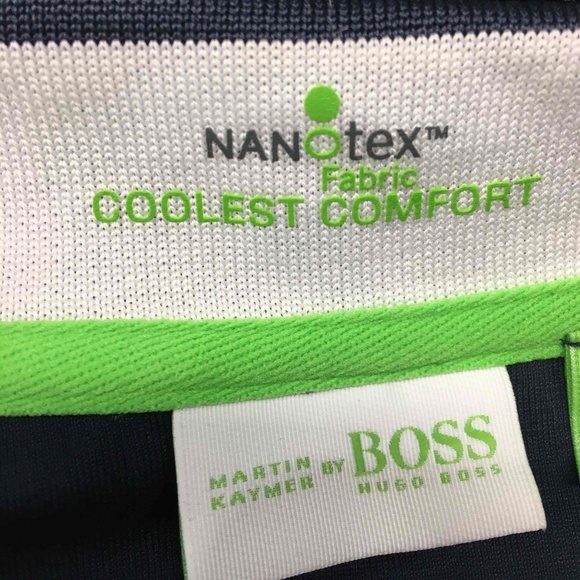 NANOtex™
Fabric
COOLEST COMFORT
MARTIN KAYMER BY BOSS
HUGO BOSS